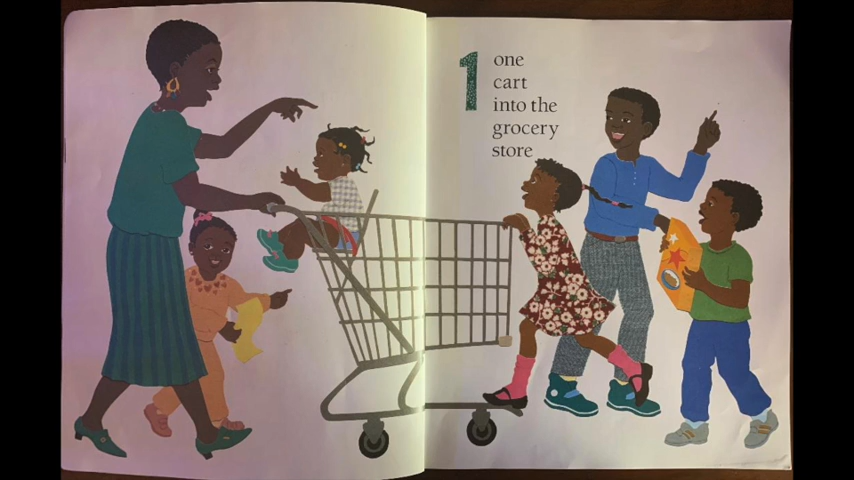 1
one
cart
into the
grocery
store